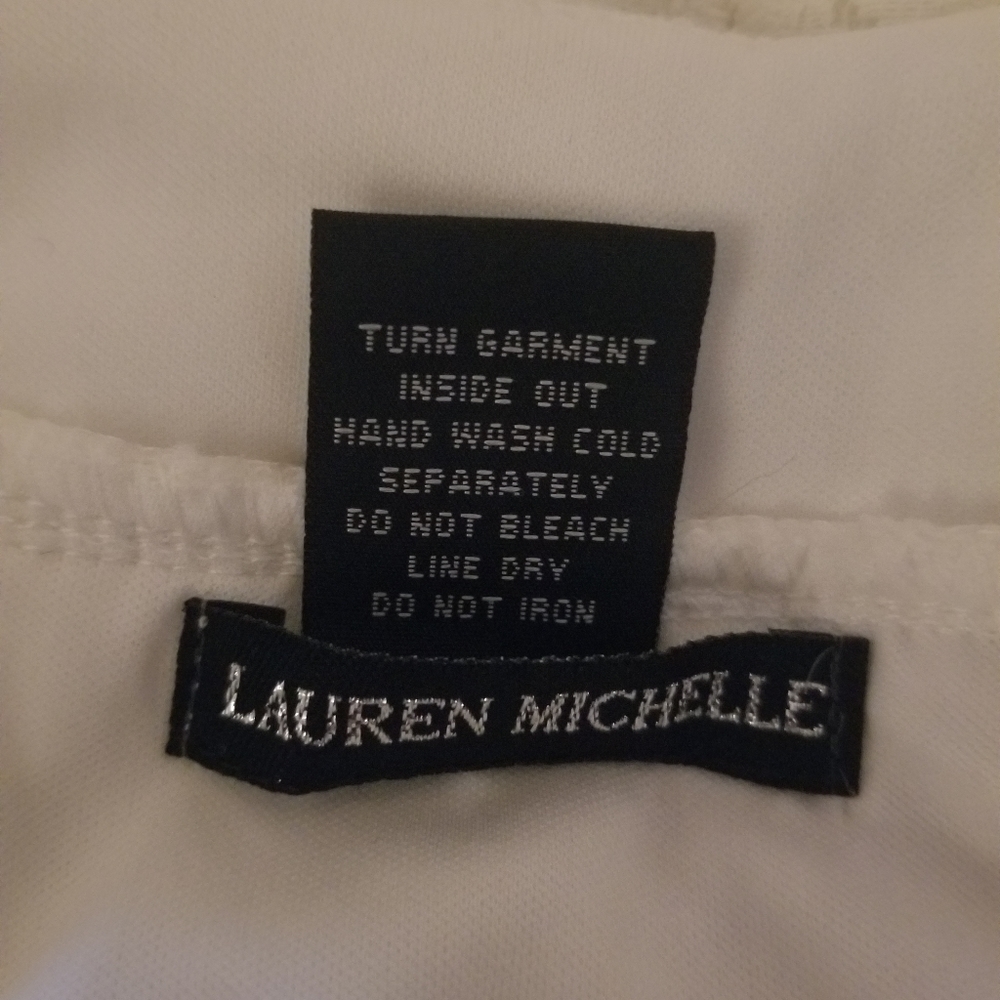 TURN GARMENT
INSIDE OUT
HAND WASH COLD
SEPARATELY
DO NOT BLEACH
LINE DRY
DO NOT IRON
LAUREN MICHELLE